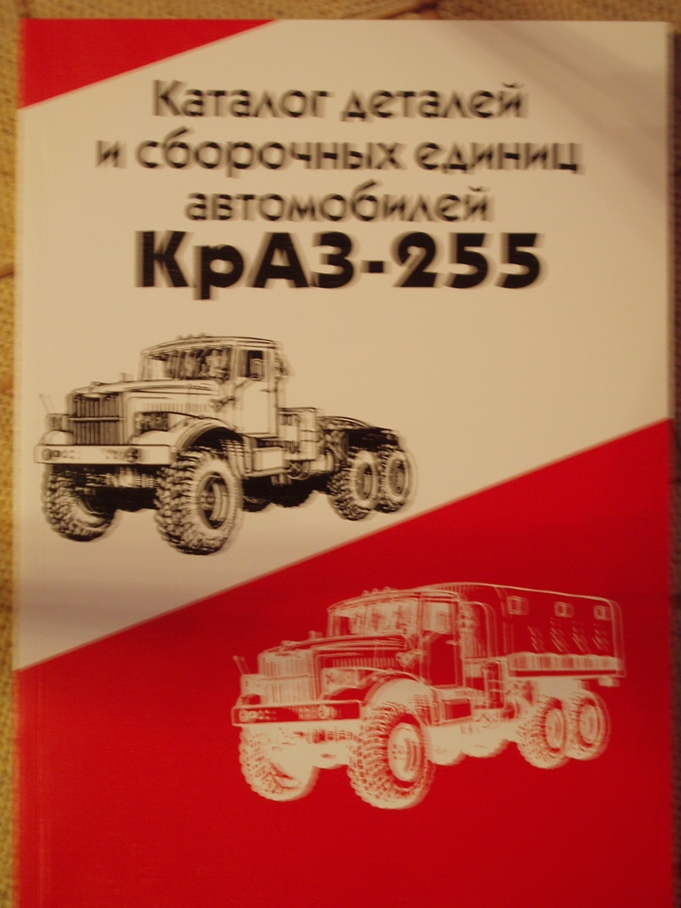 Каталог деталей
и сборочных единиц
автомобилей
КрАЗ-255